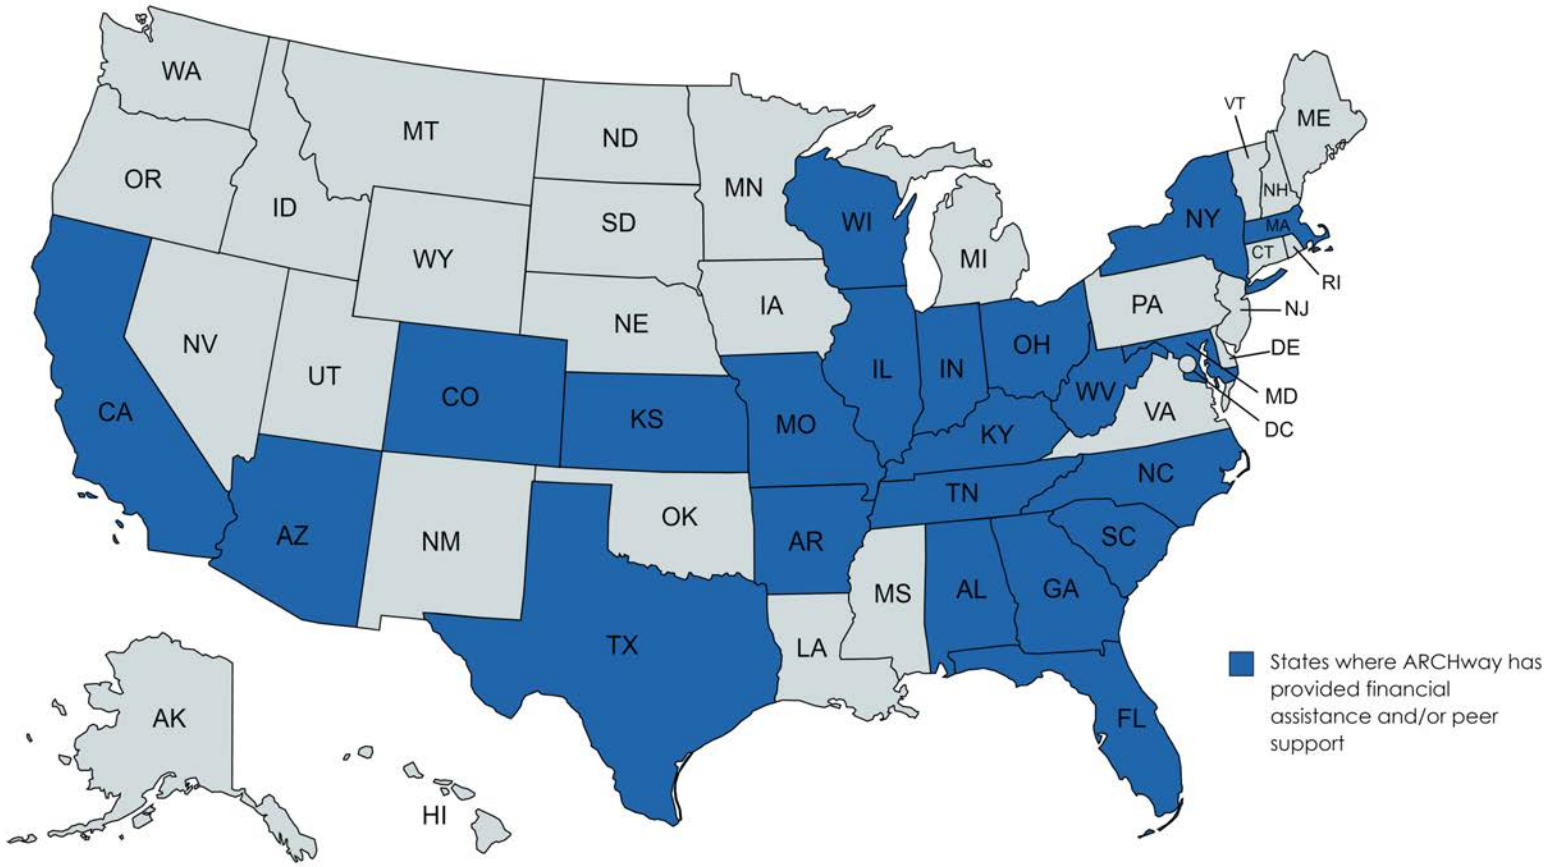 WA
MT
ND
MN
OR
ID
SD
WY
WI
MI
VT
ME
NH
NY
MA
CT
RI
IA
NE
PA
NJ
NV
UT
CO
KS
MO
IL
IN
OH
DE
MD
DC
WV
VA
KY
CA
AZ
NM
OK
AR
TN
NC
SC
MS
AL
GA
TX
LA
FL
AK
HI
States where ARCHway has
provided financial
assistance and/or peer
support